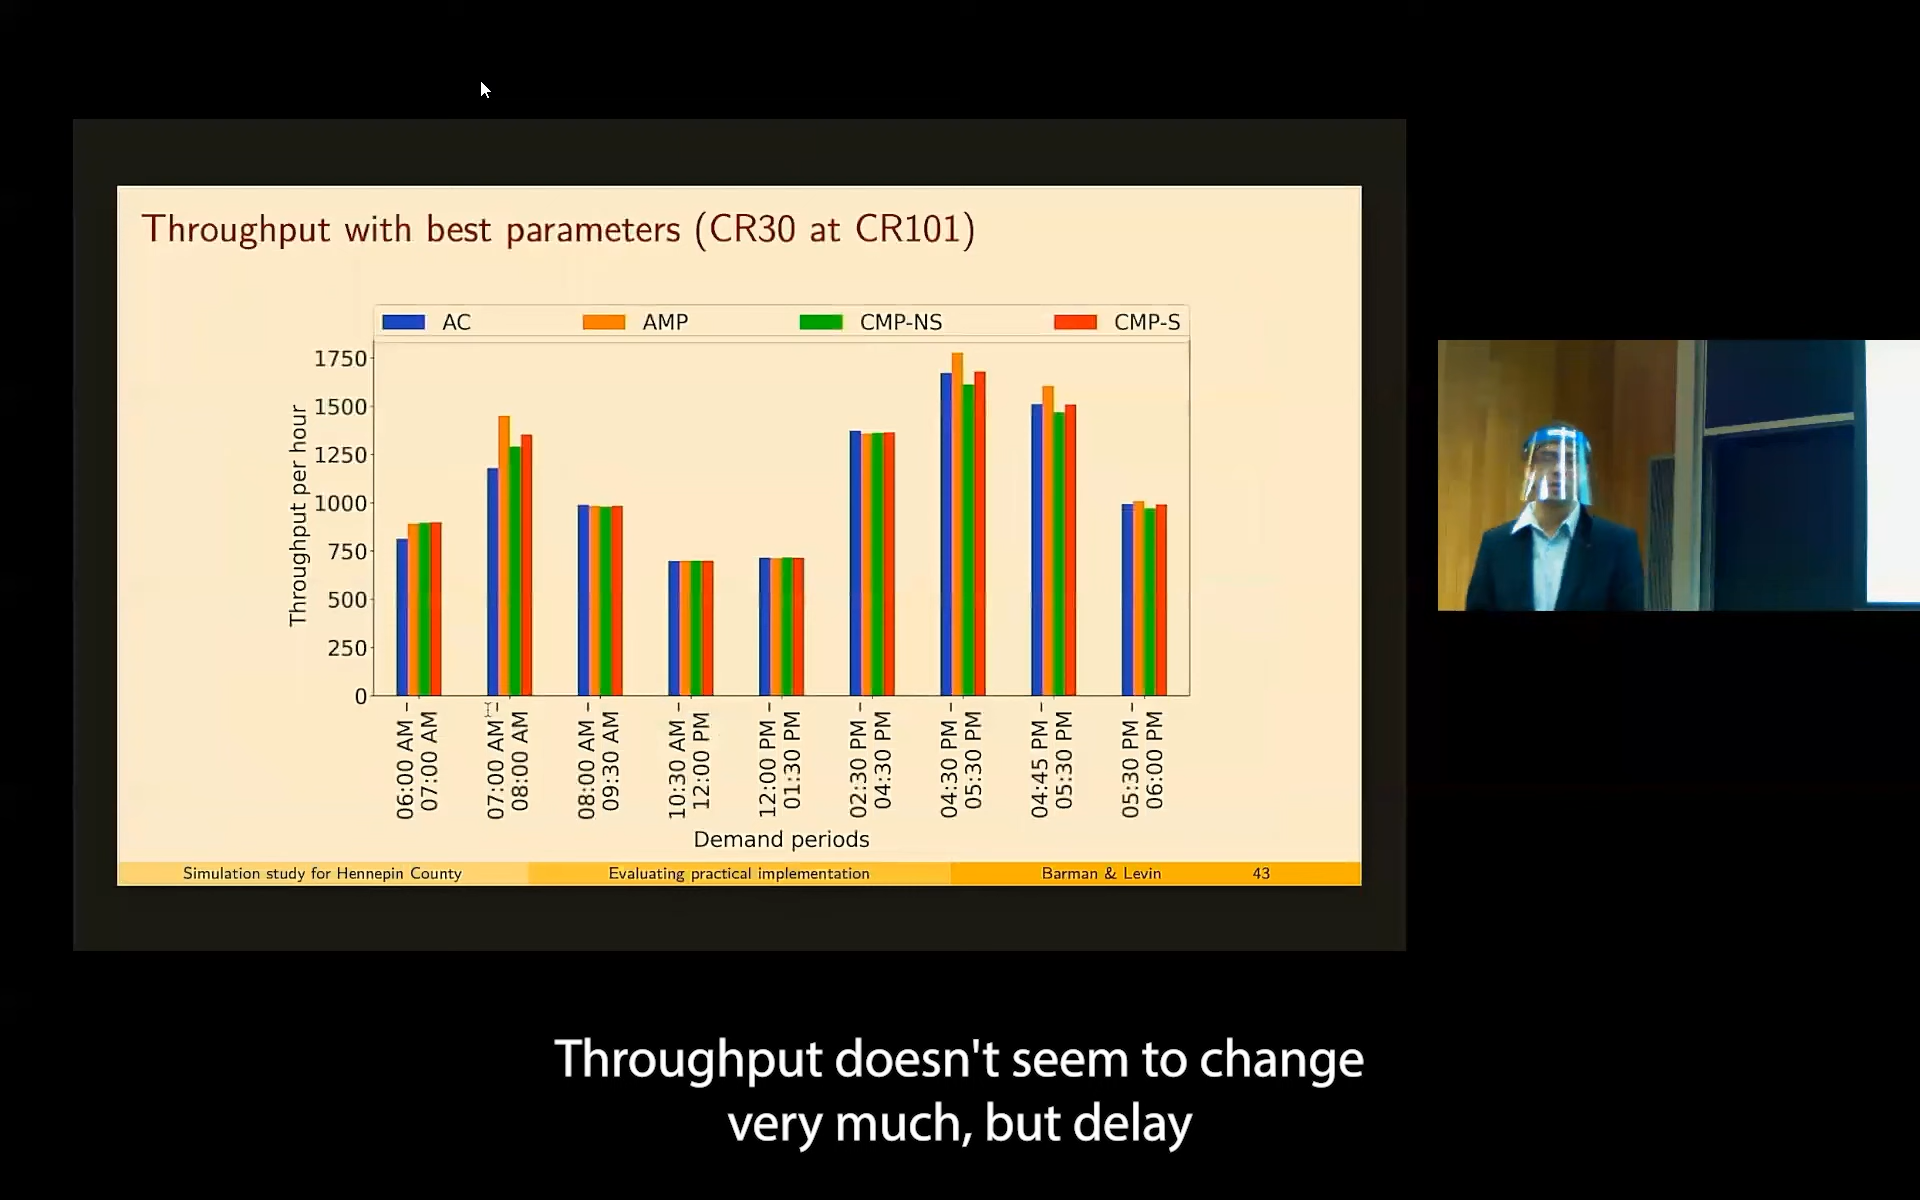 Throughput with best parameters (CR30 at CR101)
AC AMP CMP-NS CMP-S
Throughput per hour
1750
1500
1250
1000
750
500
250
0
06:00 AM –
07:00 AM
07:00 AM –
08:00 AM
08:00 AM –
09:30 AM
10:30 AM –
12:00 PM
12:00 PM –
01:30 PM
02:30 PM –
04:30 PM
04:30 PM –
05:30 PM
04:45 PM –
05:30 PM
05:30 PM –
06:00 PM
Demand periods
Simulation study for Hennepin County Evaluating practical implementation Barman & Levin 43
Throughput doesn't seem to change
very much, but delay